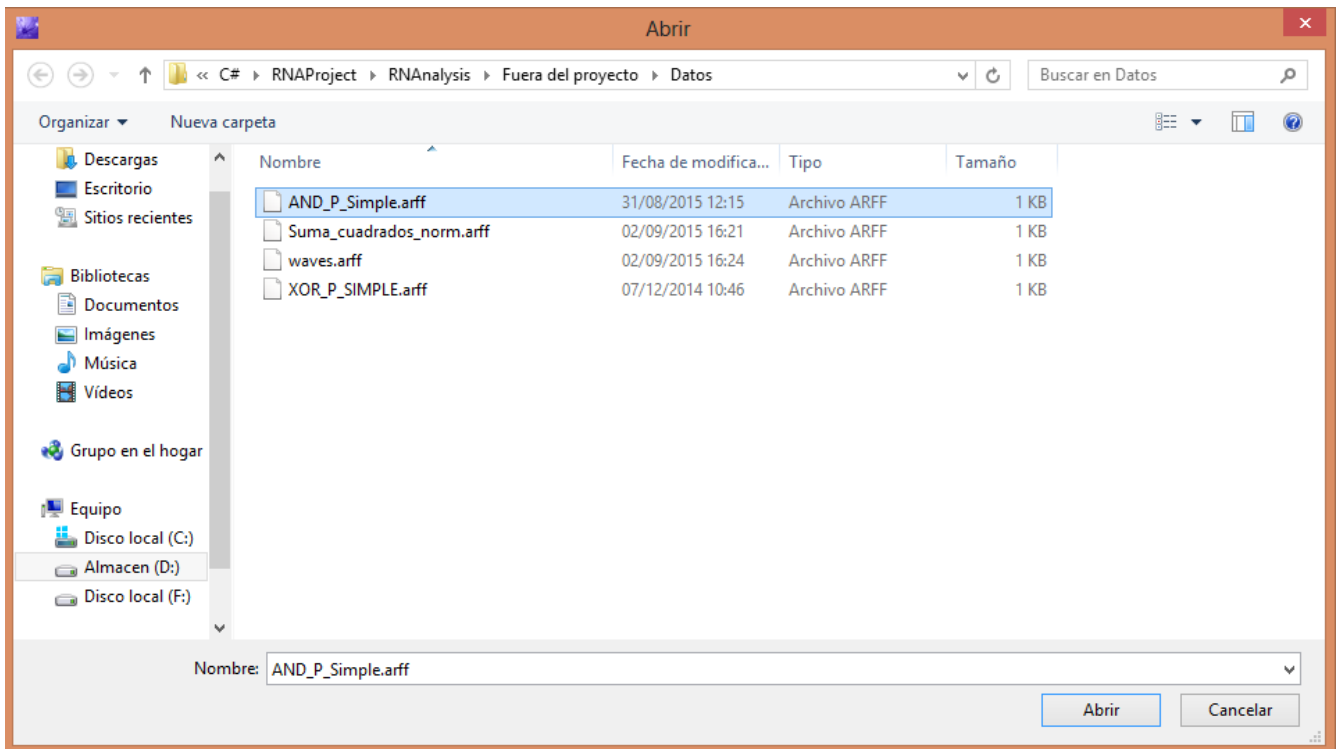 Abrir
« C# RNAProject RNAnalysis Fuera del proyecto Datos Buscar en Datos
Organizar Nueva carpeta
Descargas
Escritorio
Sitios recientes
Bibliotecas
Documentos
Imágenes
Música
Vídeos
Grupo en el hogar
Equipo
Disco local (C:)
Almacen (D:)
Disco local (F:)
Nombre Fecha de modifica... Tipo Tamaño
AND_P_Simple.arff 31/08/2015 12:15 Archivo ARFF 1 KB
Suma_cuadrados_norm.arff 02/09/2015 16:21 Archivo ARFF 1 KB
waves.arff 02/09/2015 16:24 Archivo ARFF 1 KB
XOR_P_SIMPLE.arff 07/12/2014 10:46 Archivo ARFF 1 KB
Nombre: AND_P_Simple.arff
Abrir Cancelar